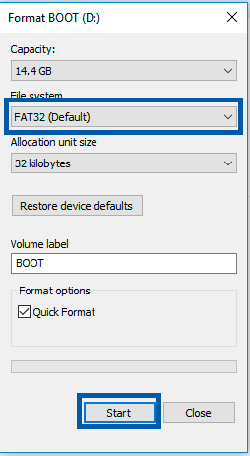 Format BOOT (D:)
Capacity:
14.4 GB
File system
FAT32 (Default)
Allocation unit size
32 kilobytes
Restore device defaults
Volume label
BOOT
Format options
Quick Format
Start
Close